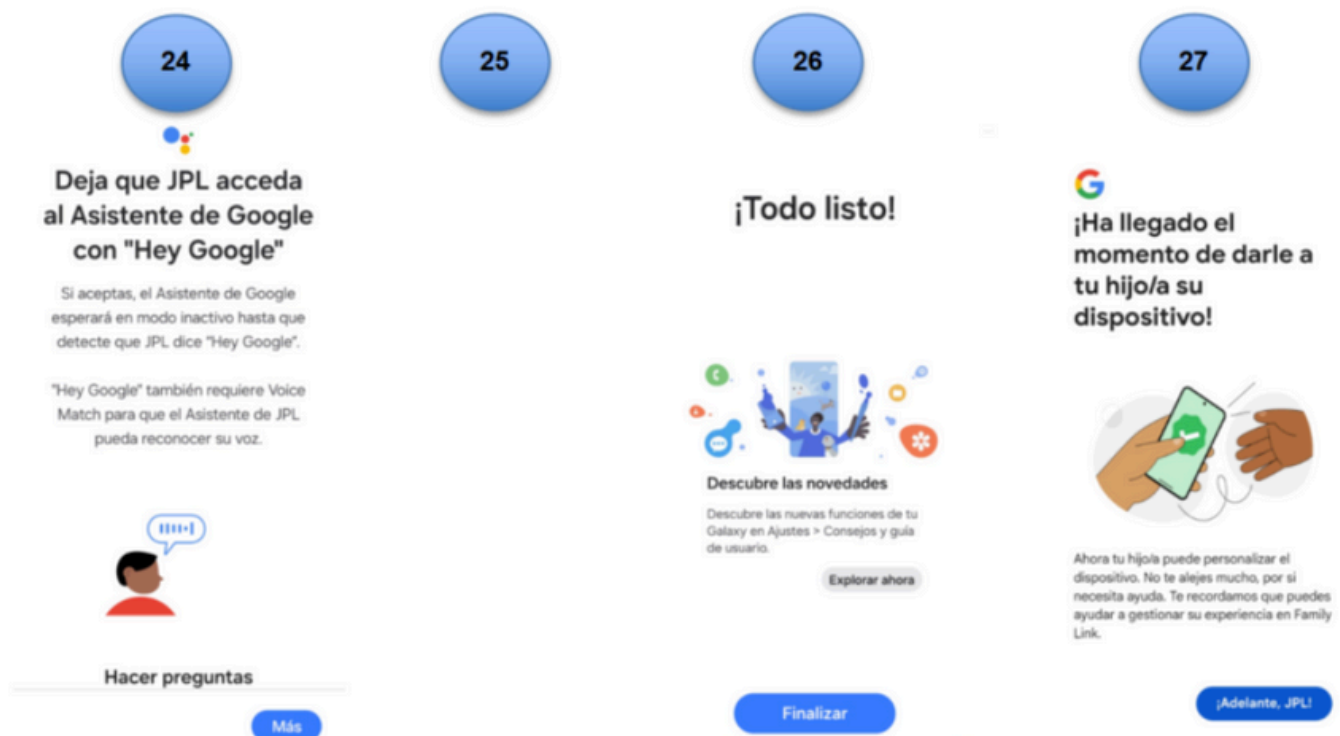 24
25
26
27
Deja que JPL acceda
al Asistente de Google
con "Hey Google"
Si aceptas, el Asistente de Google
esperará en modo inactivo hasta que
detecte que JPL dice "Hey Google".
"Hey Google" también requiere Voice
Match para que el Asistente de JPL
pueda reconocer su voz.
Hacer preguntas
Más
¡Todo listo!
Descubre las novedades
Descubre las nuevas funciones de tu
Galaxy en Ajustes > Consejos y guía
de usuario.
Explorar ahora
Finalizar
G
¡Ha llegado el
momento de darle a
tu hijo/a su
dispositivo!
Ahora tu hijo/a puede personalizar el
dispositivo. No te alejes mucho, por si
necesita ayuda. Te recordamos que puedes
ayudar a gestionar su experiencia en Family
Link.
¡Adelante, JPL!